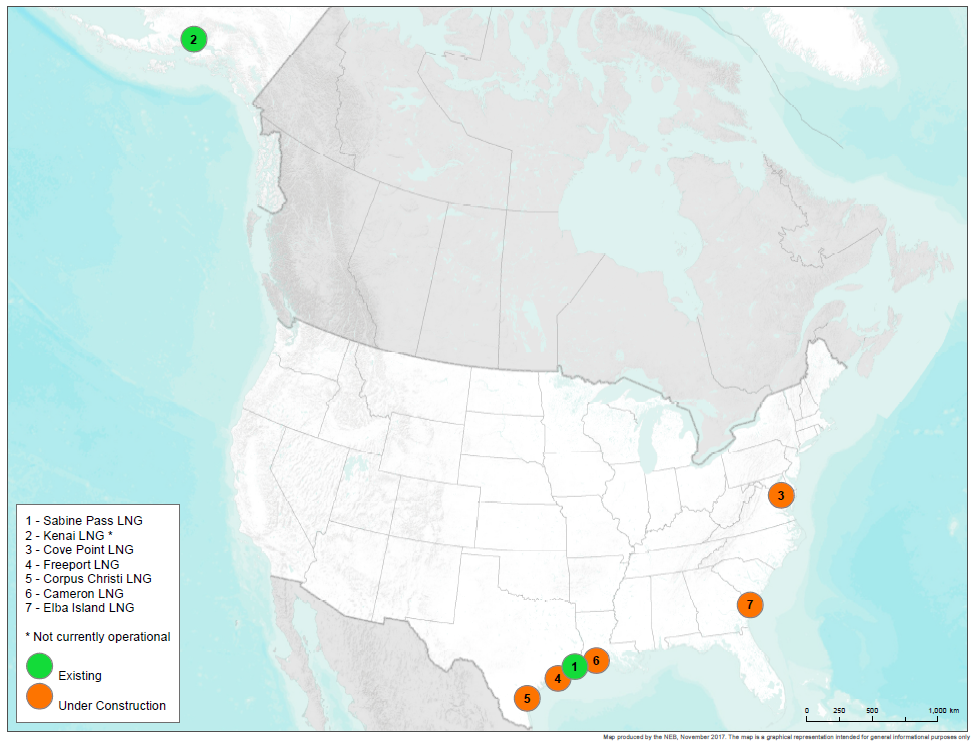 2
3
7
6
1
4
5
1 - Sabine Pass LNG
2 - Kenai LNG *
3 - Cove Point LNG
4 - Freeport LNG
5 - Corpus Christi LNG
6 - Cameron LNG
7 - Elba Island LNG
* Not currently operational
Existing
Under Construction
0 250 500 1,000 km
Map produced by the NEB, November 2017. The map is a graphical representation intended for general informational purposes only